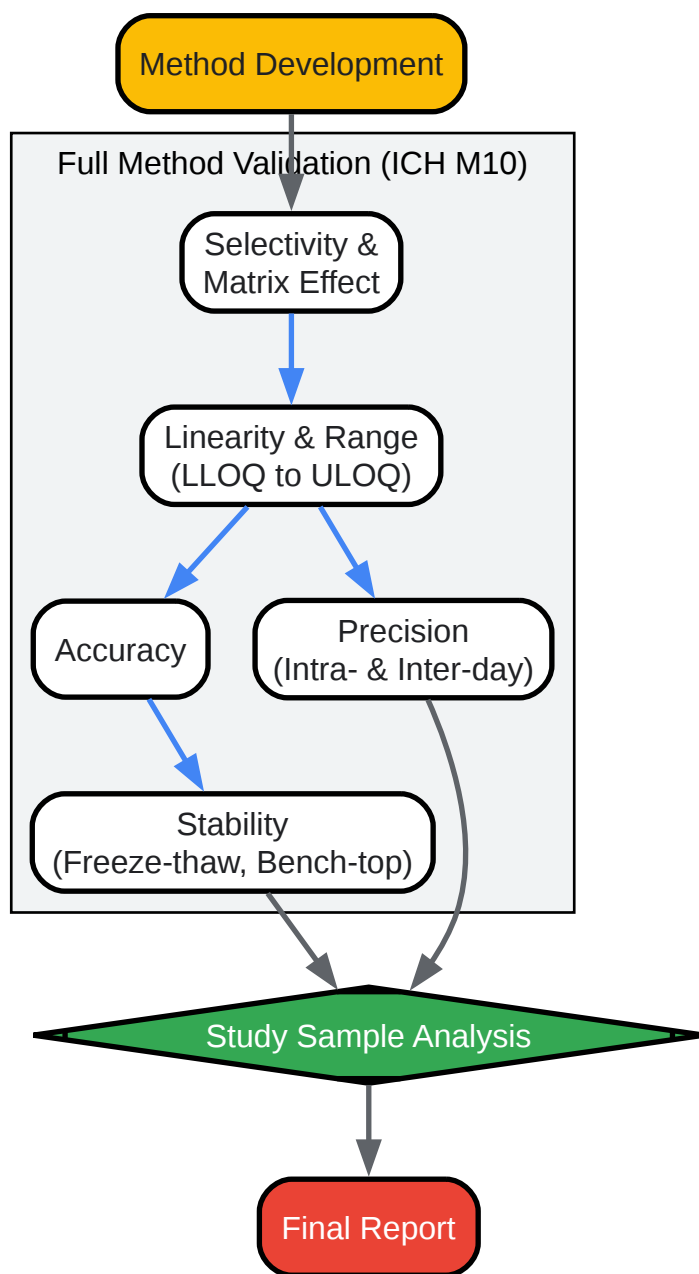 Method Development
Full Method Validation (ICH M10)
Selectivity &
Matrix Effect
Linearity & Range
(LLOQ to ULOQ)
Accuracy
Precision
(Intra- & Inter-day)
Stability
(Freeze-thaw, Bench-top)
Study Sample Analysis
Final Report